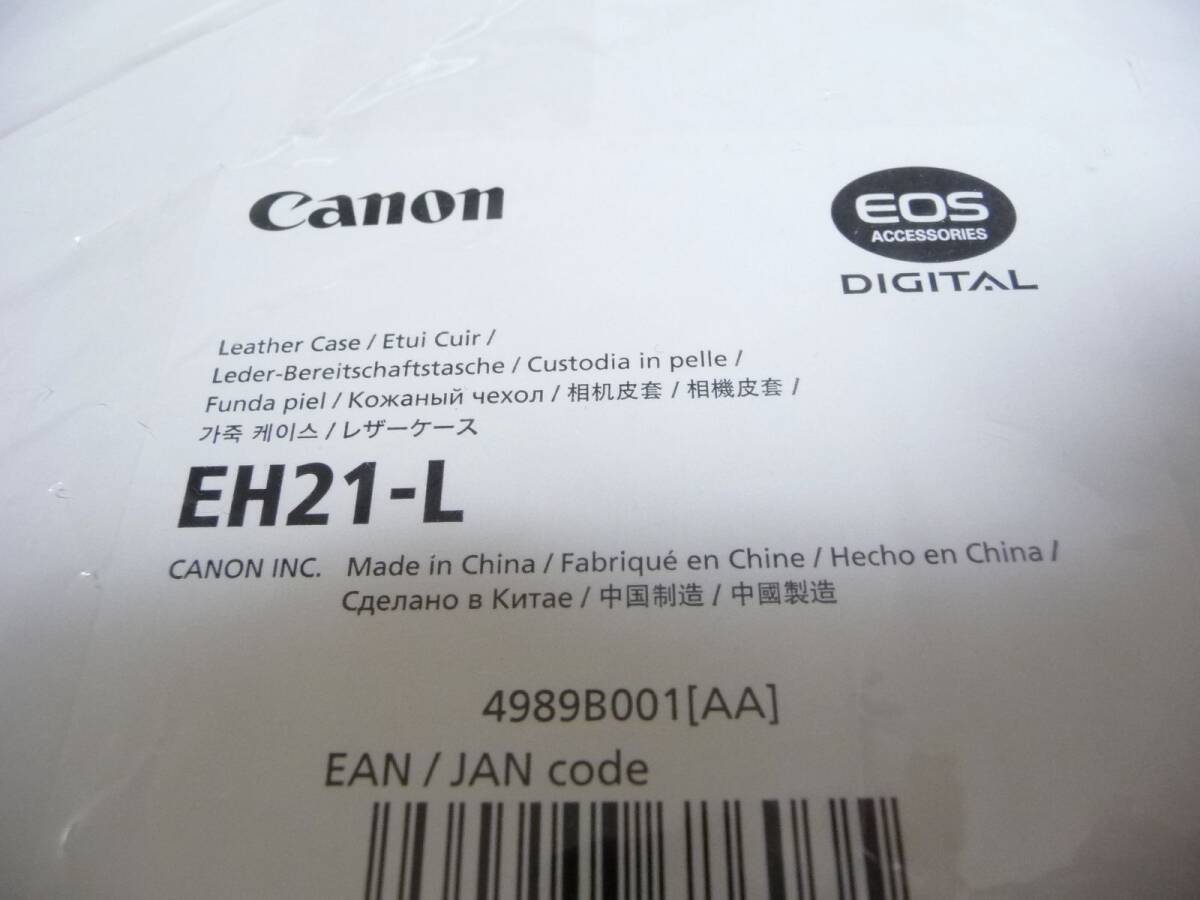 Canon
EOS
ACCESSORIES
DIGITAL
Leather Case / Etui Cuir /
Leder-Bereitschaftstasche / Custodia in pelle /
Funda piel / Кожаный чехол / 相机皮套 / 相機皮套 /
가죽 케이스 / レザーケース
EH21-L
CANON INC. Made in China / Fabriqué en Chine / Hecho en China /
Сделано в Китае / 中国制造 / 中國製造
4989B001[AA]
EAN / JAN code